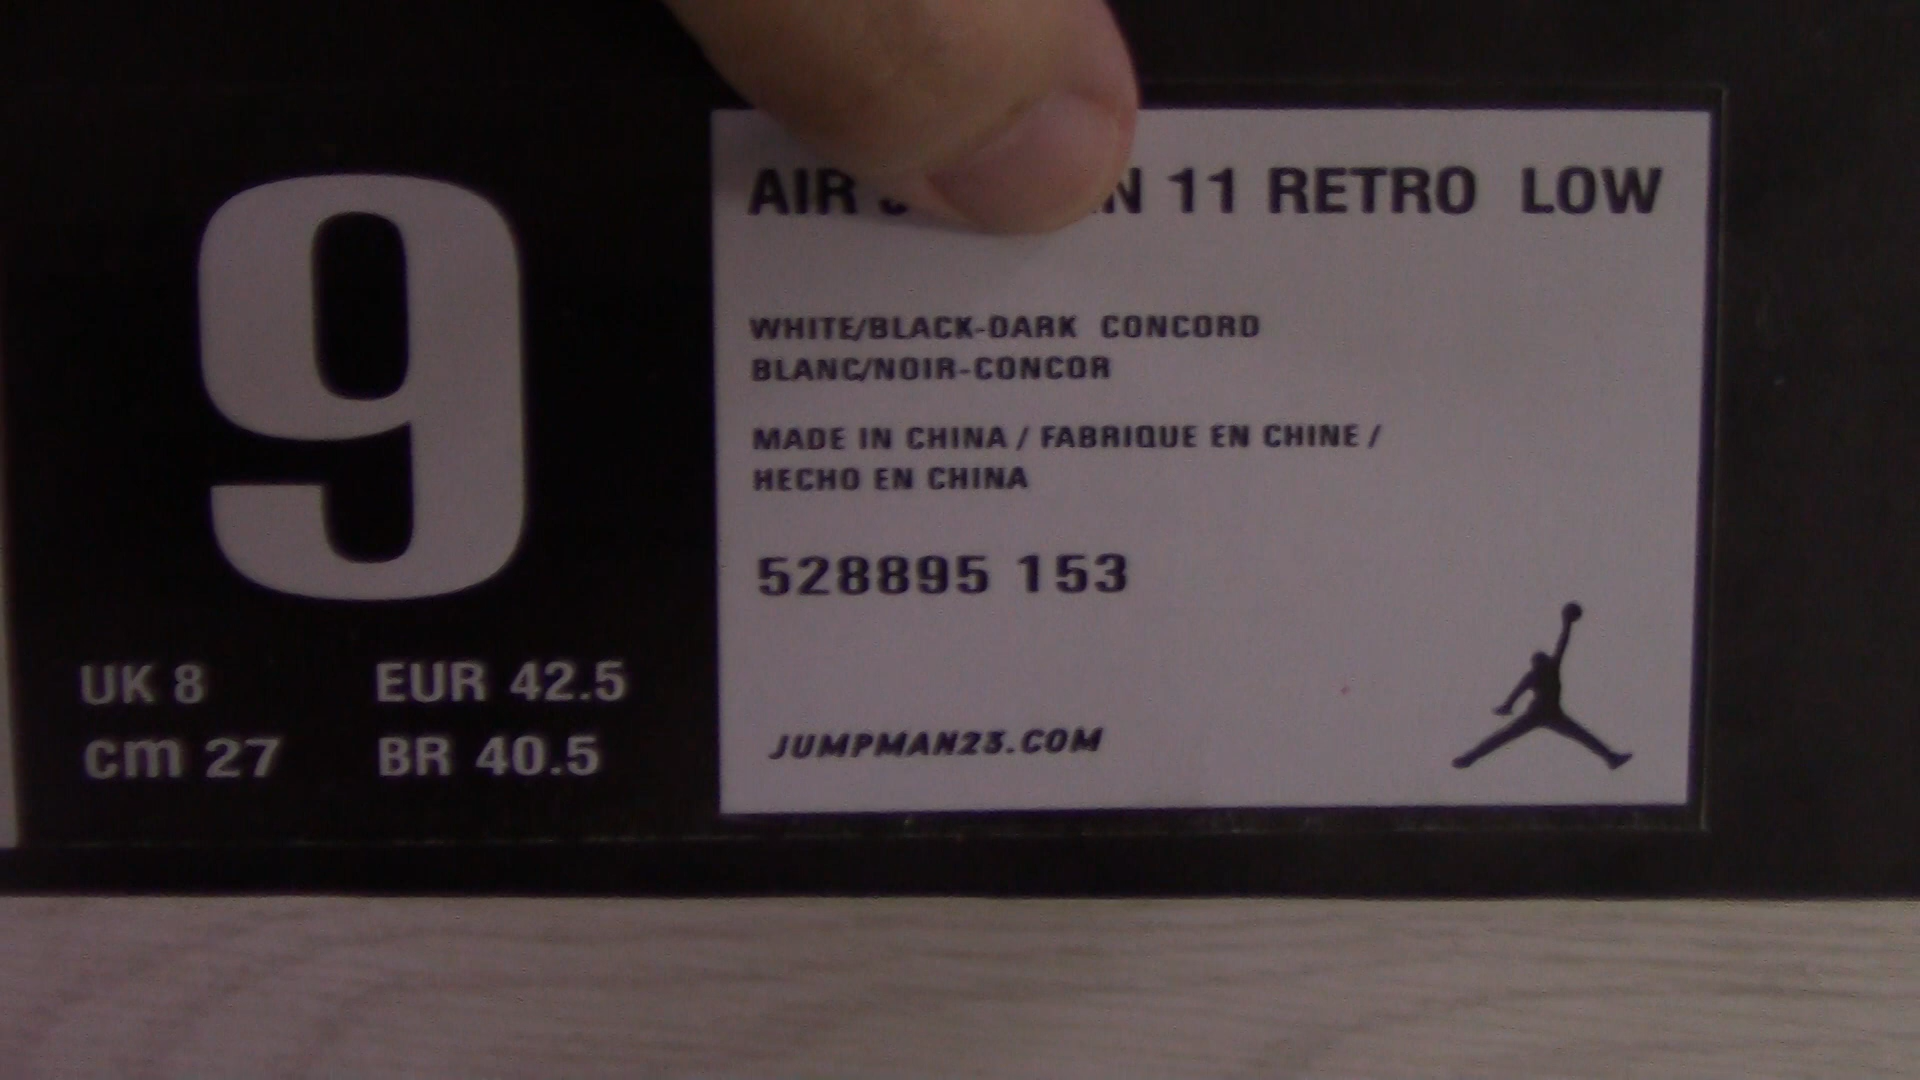 9
UK 8 EUR 42.5
cm 27 BR 40.5
AIR 11 RETRO LOW
WHITE/BLACK-DARK CONCORD
BLANC/NOIR-CONCOR
MADE IN CHINA / FABRIQUE EN CHINE /
HECHO EN CHINA
528895 153
JUMPMAN23.COM